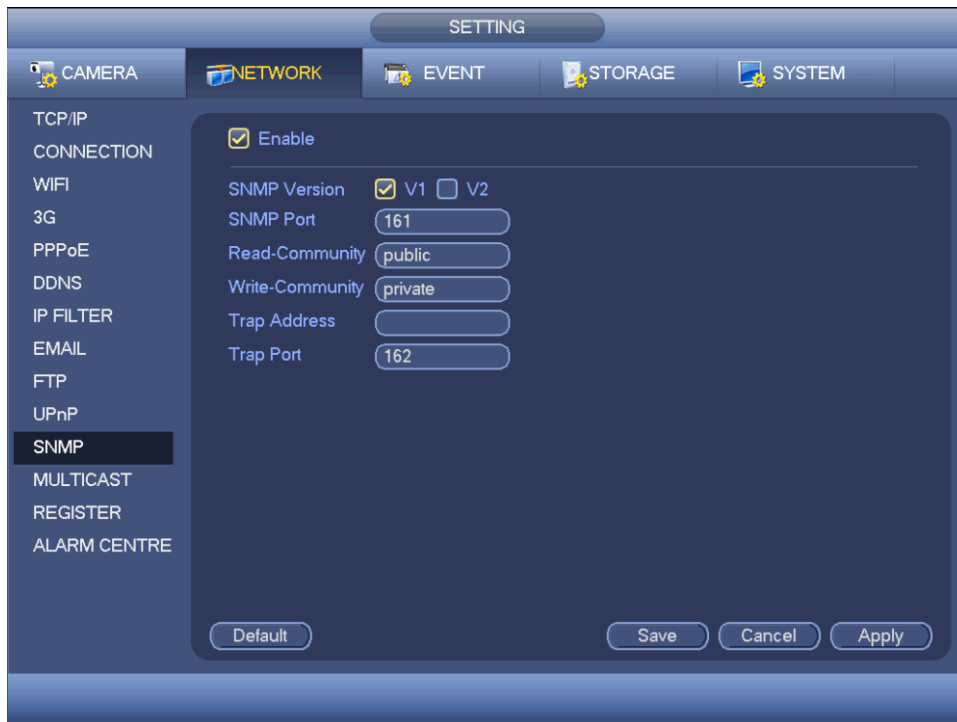 SETTING
CAMERA NETWORK EVENT STORAGE SYSTEM
TCP/IP
CONNECTION
WIFI
3G
PPPoE
DDNS
IP FILTER
EMAIL
FTP
UPnP
SNMP
MULTICAST
REGISTER
ALARM CENTRE
Enable
SNMP Version V1 V2
SNMP Port 161
Read-Community public
Write-Community private
Trap Address
Trap Port 162
Default Save Cancel Apply